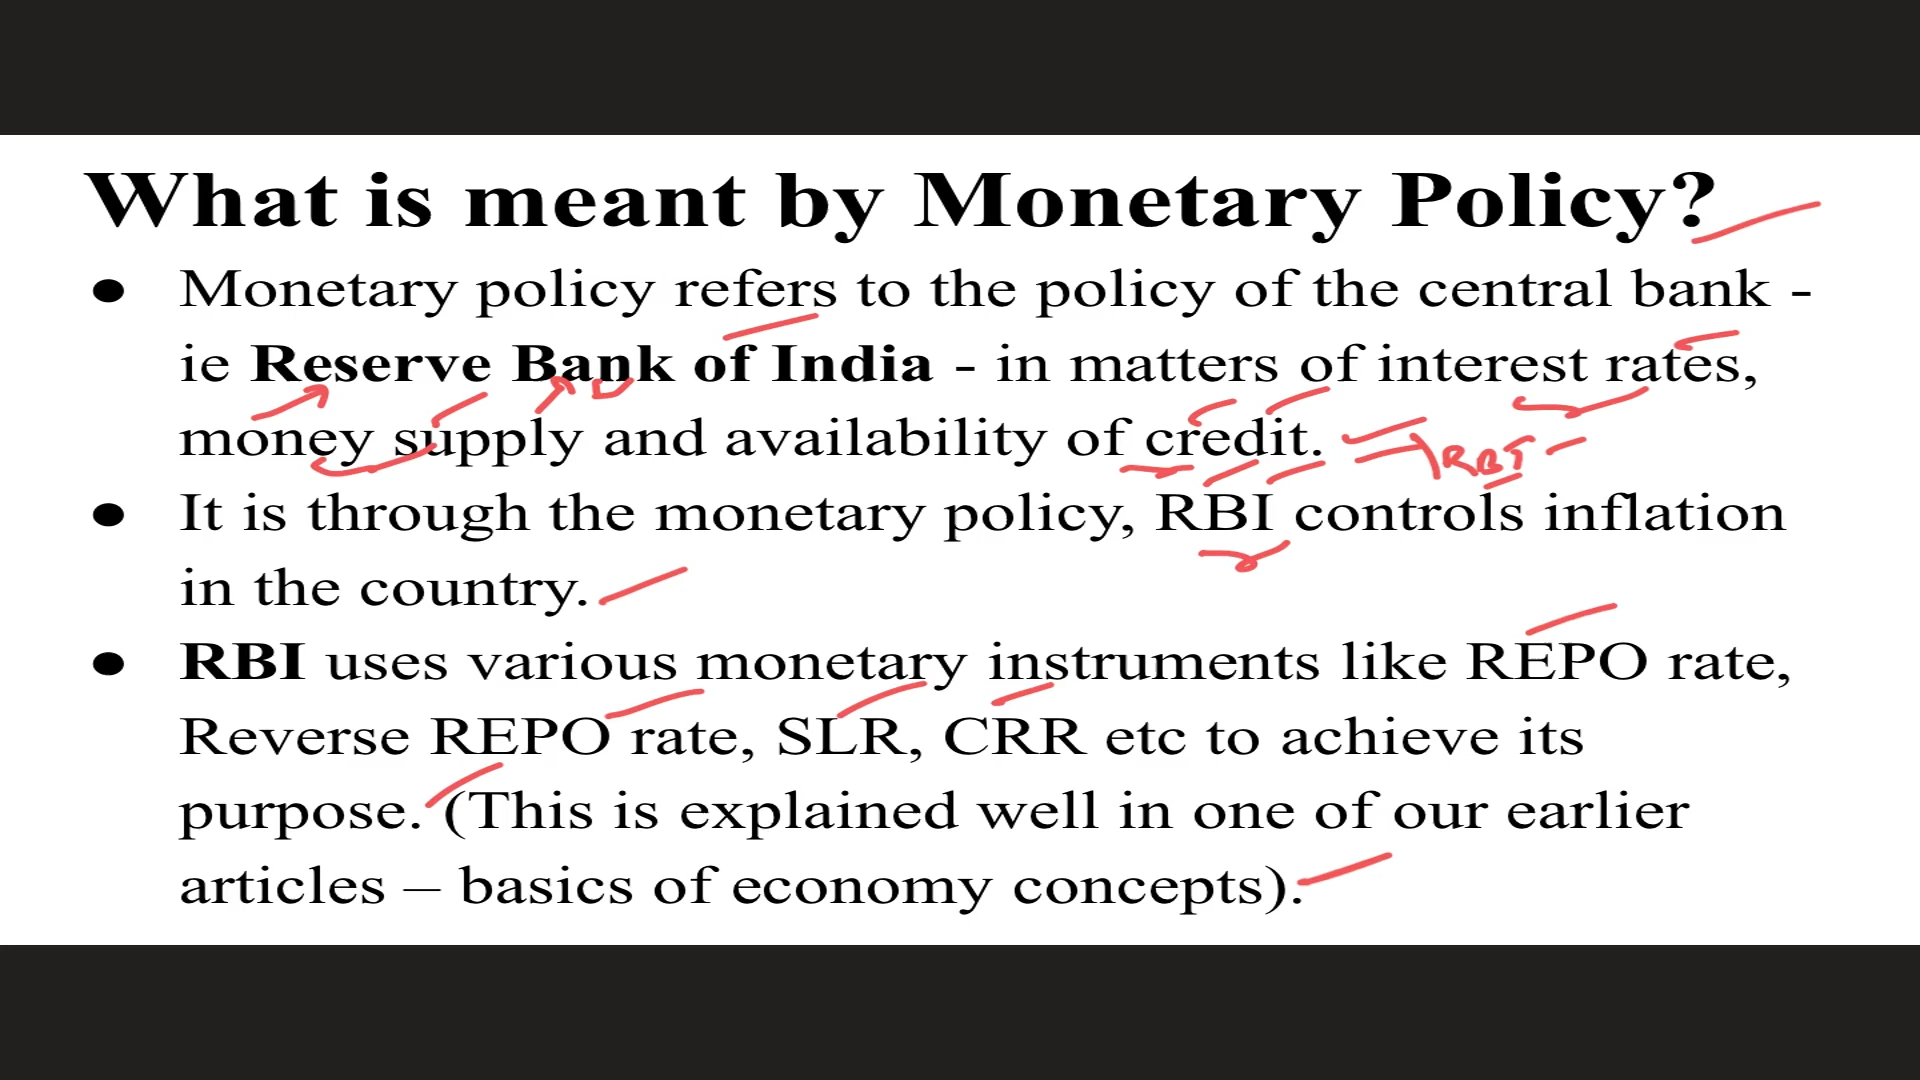 What is meant by Monetary Policy?
● Monetary policy refers to the policy of the central bank -
ie Reserve Bank of India - in matters of interest rates,
money supply and availability of credit.
RBI
● It is through the monetary policy, RBI controls inflation
in the country.
● RBI uses various monetary instruments like REPO rate,
Reverse REPO rate, SLR, CRR etc to achieve its
purpose. (This is explained well in one of our earlier
articles – basics of economy concepts).